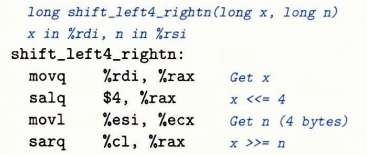 long shift_left4_rightn(long x, long n)
x in %rdi, n in %rsi
shift_left4_rightn:
movq %rdi, %rax Get x
salq $4, %rax x <<= 4
movl %esi, %ecx Get n (4 bytes)
sarq %cl, %rax x >>= n